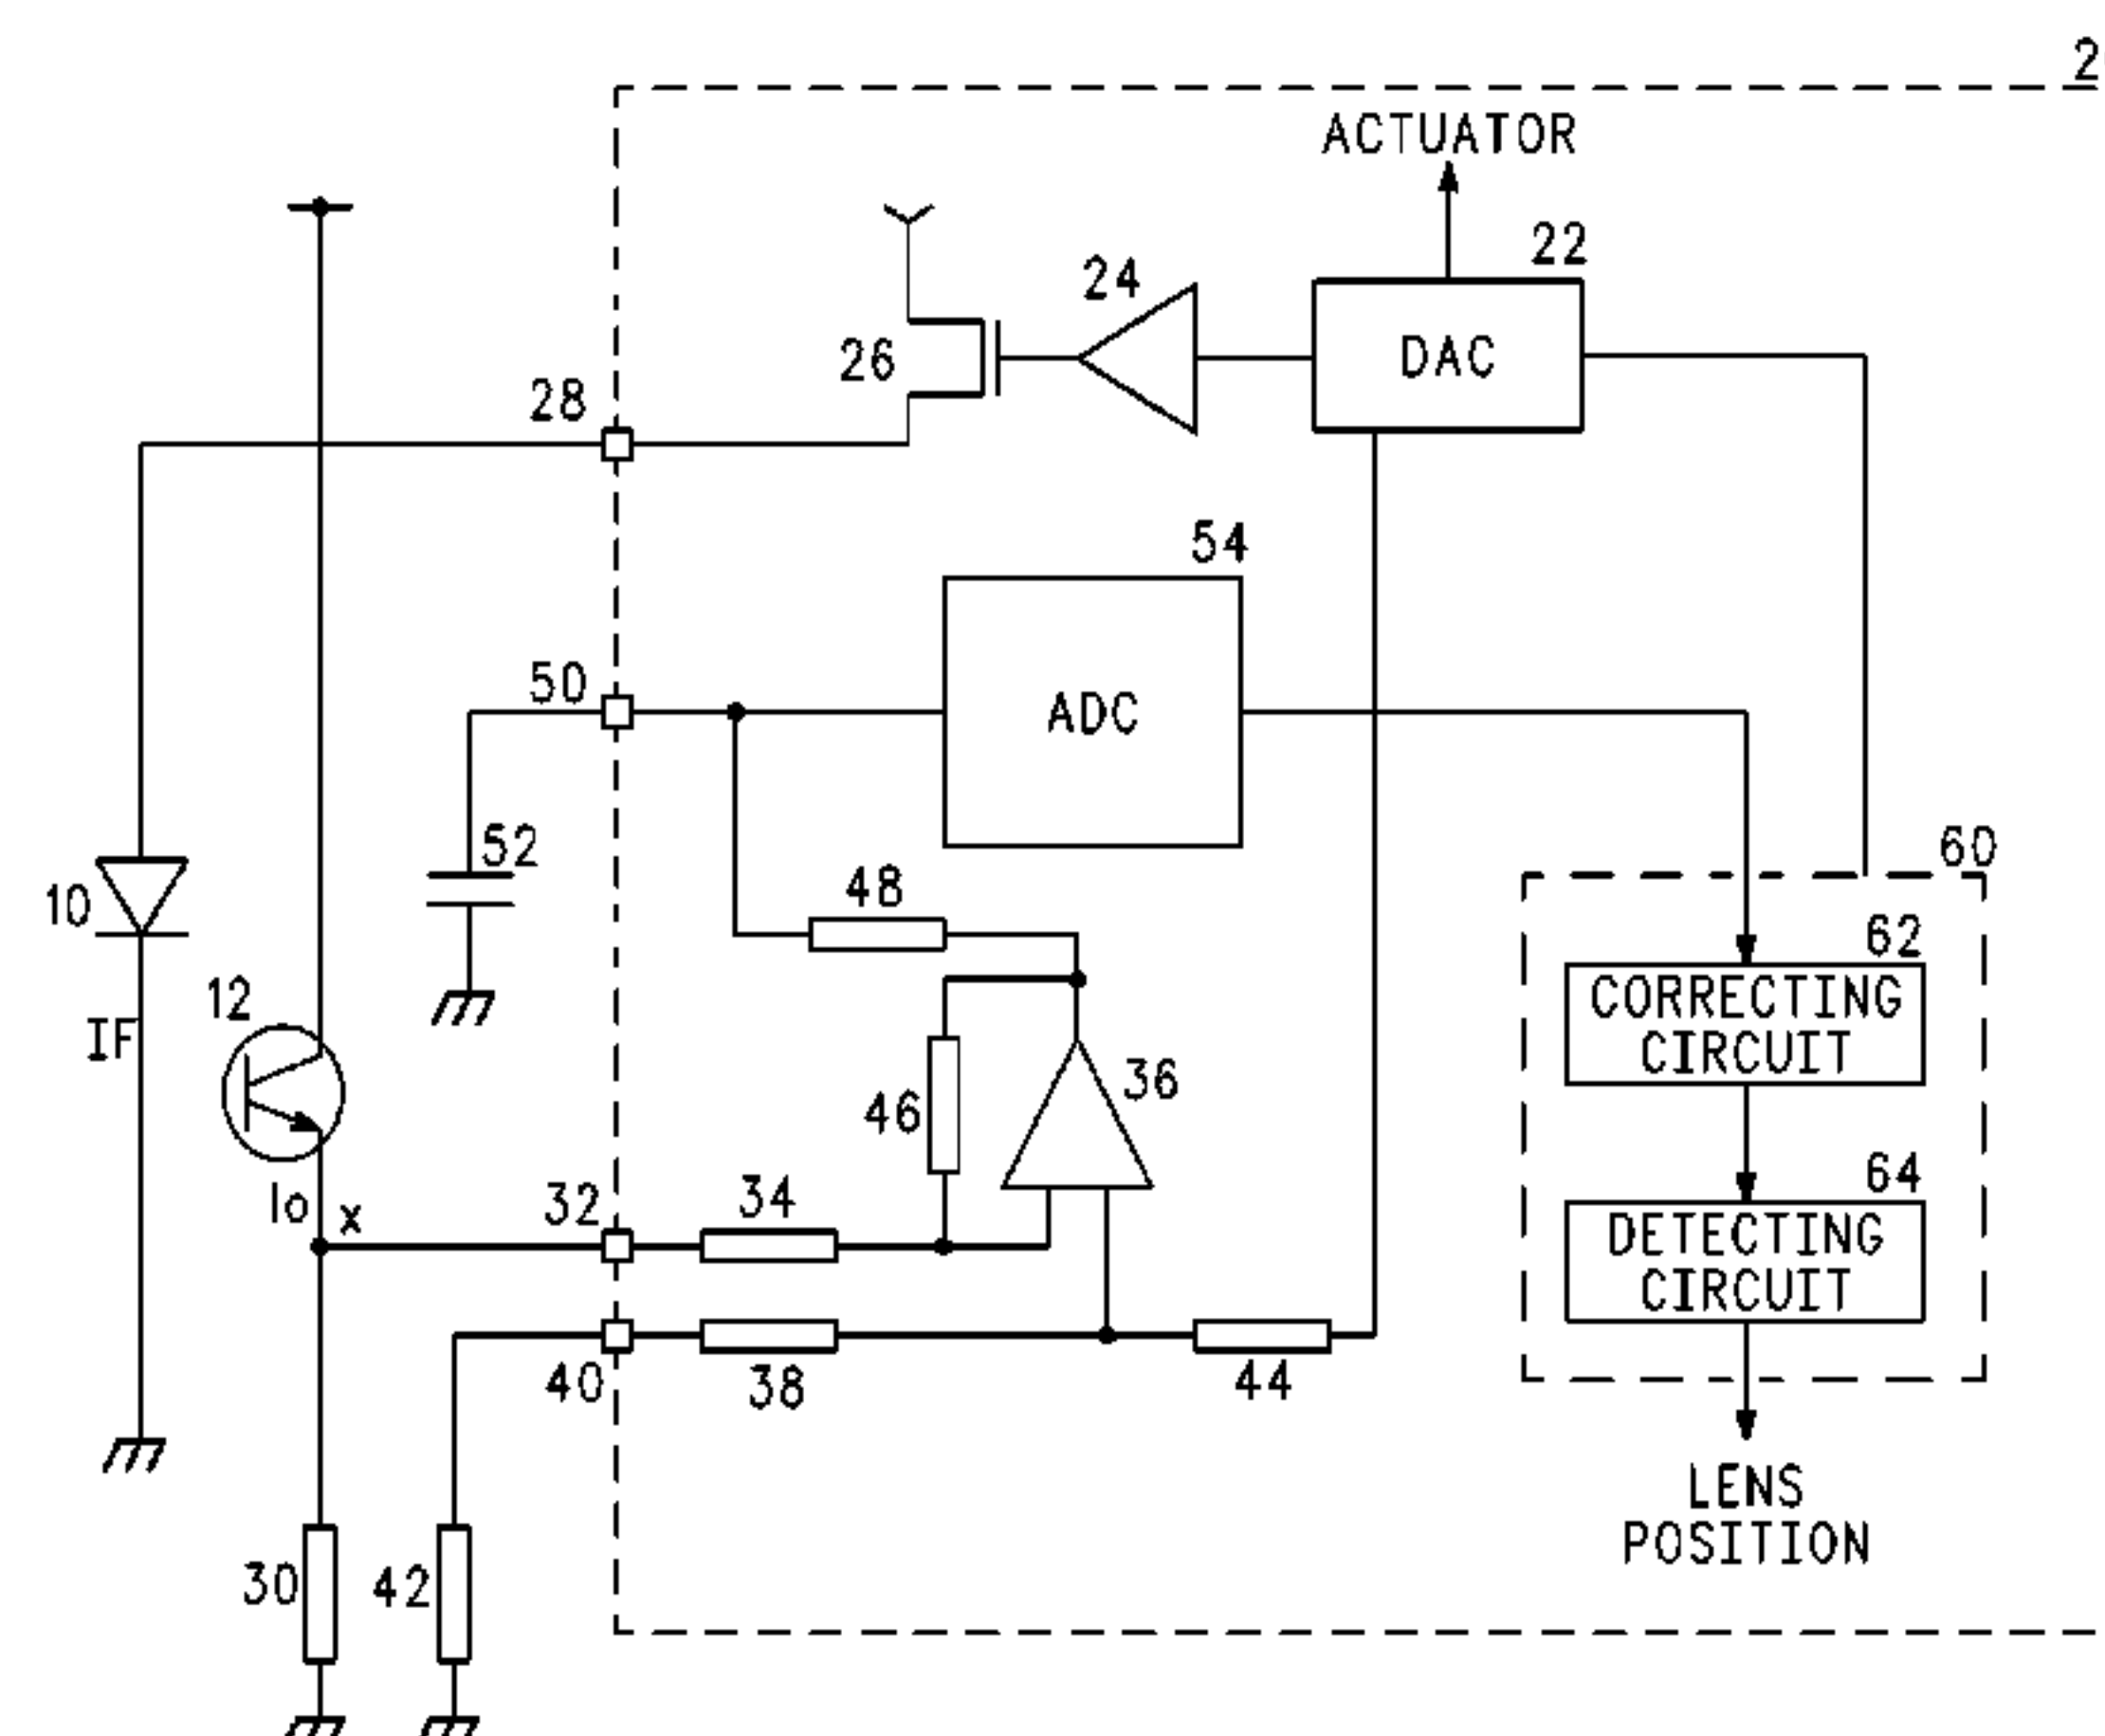 ACTUATOR
22
24
DAC
26
28
54
50
ADC
52
60
48
10
62
12
CORRECTING
CIRCUIT
IF
36
46
64
34
32
Io
x
DETECTING
CIRCUIT
40
38
44
LENS
POSITION
30
42